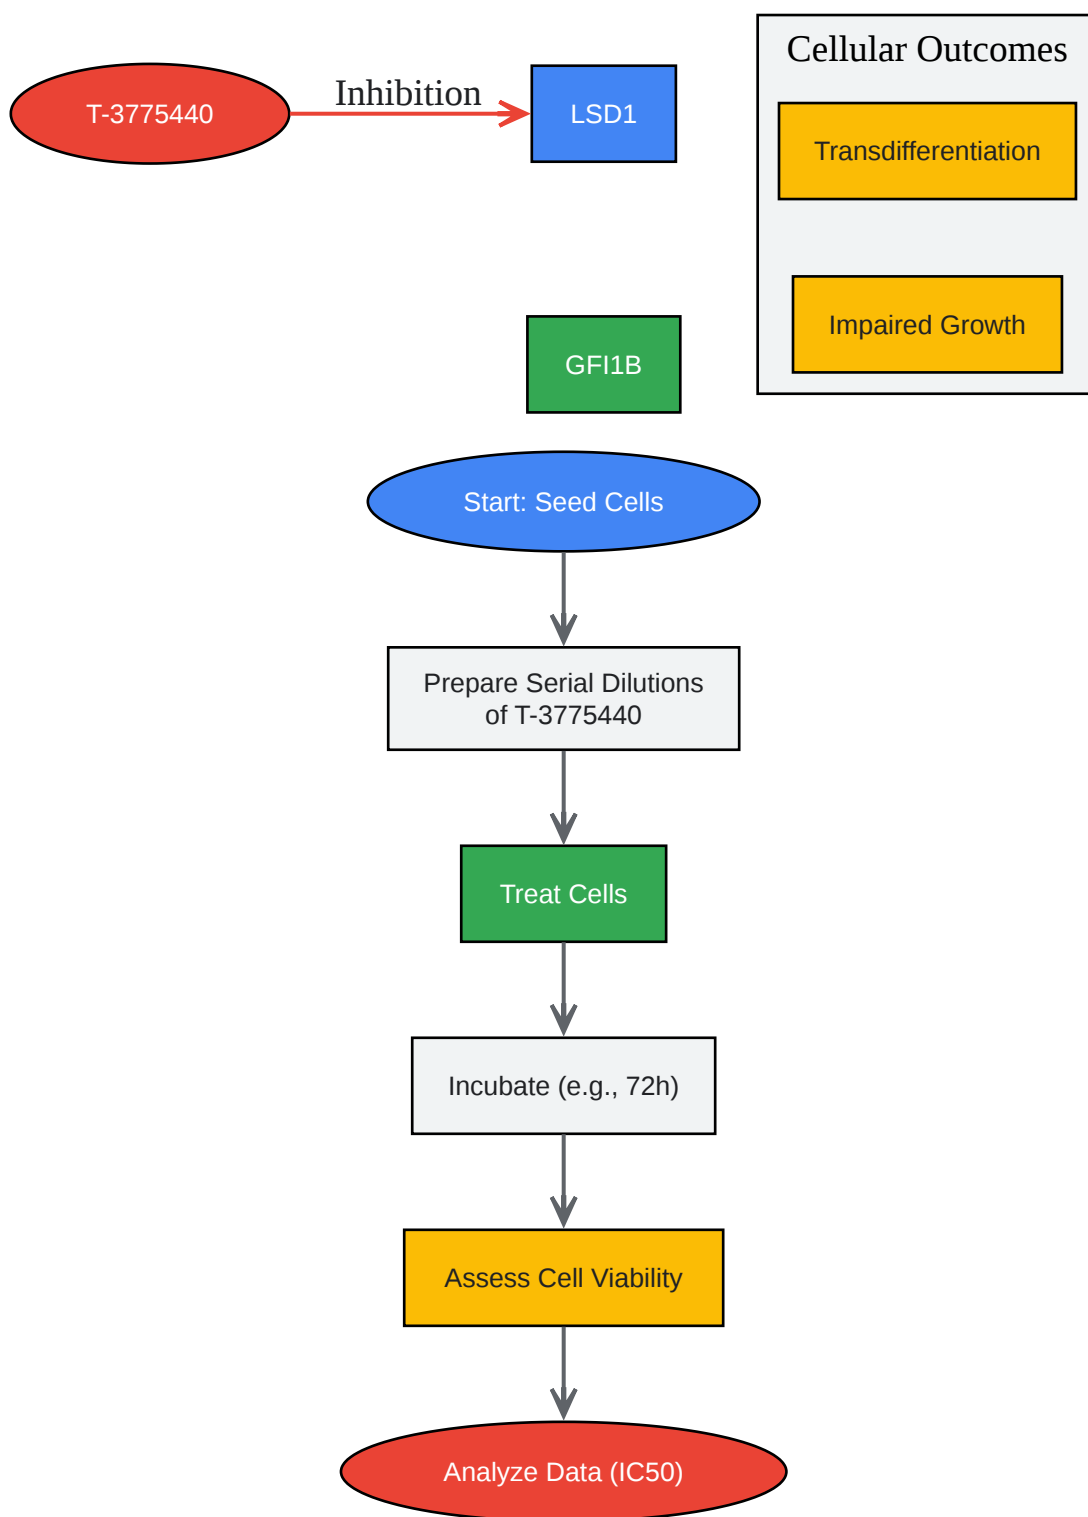 T-3775440
Inhibition
LSD1
Cellular Outcomes
Transdifferentiation
Impaired Growth
GFI1B
Start: Seed Cells
Prepare Serial Dilutions
of T-3775440
Treat Cells
Incubate (e.g., 72h)
Assess Cell Viability
Analyze Data (IC50)